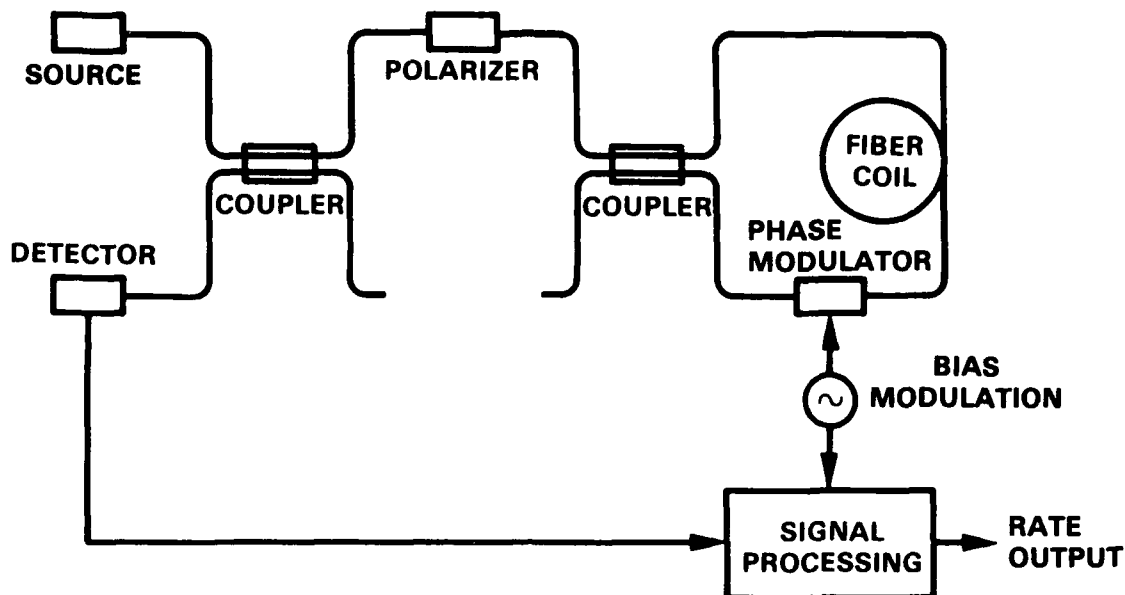 SOURCE
POLARIZER
COUPLER
COUPLER
FIBER
COIL
DETECTOR
PHASE
MODULATOR
BIAS
MODULATION
SIGNAL
PROCESSING
RATE
OUTPUT